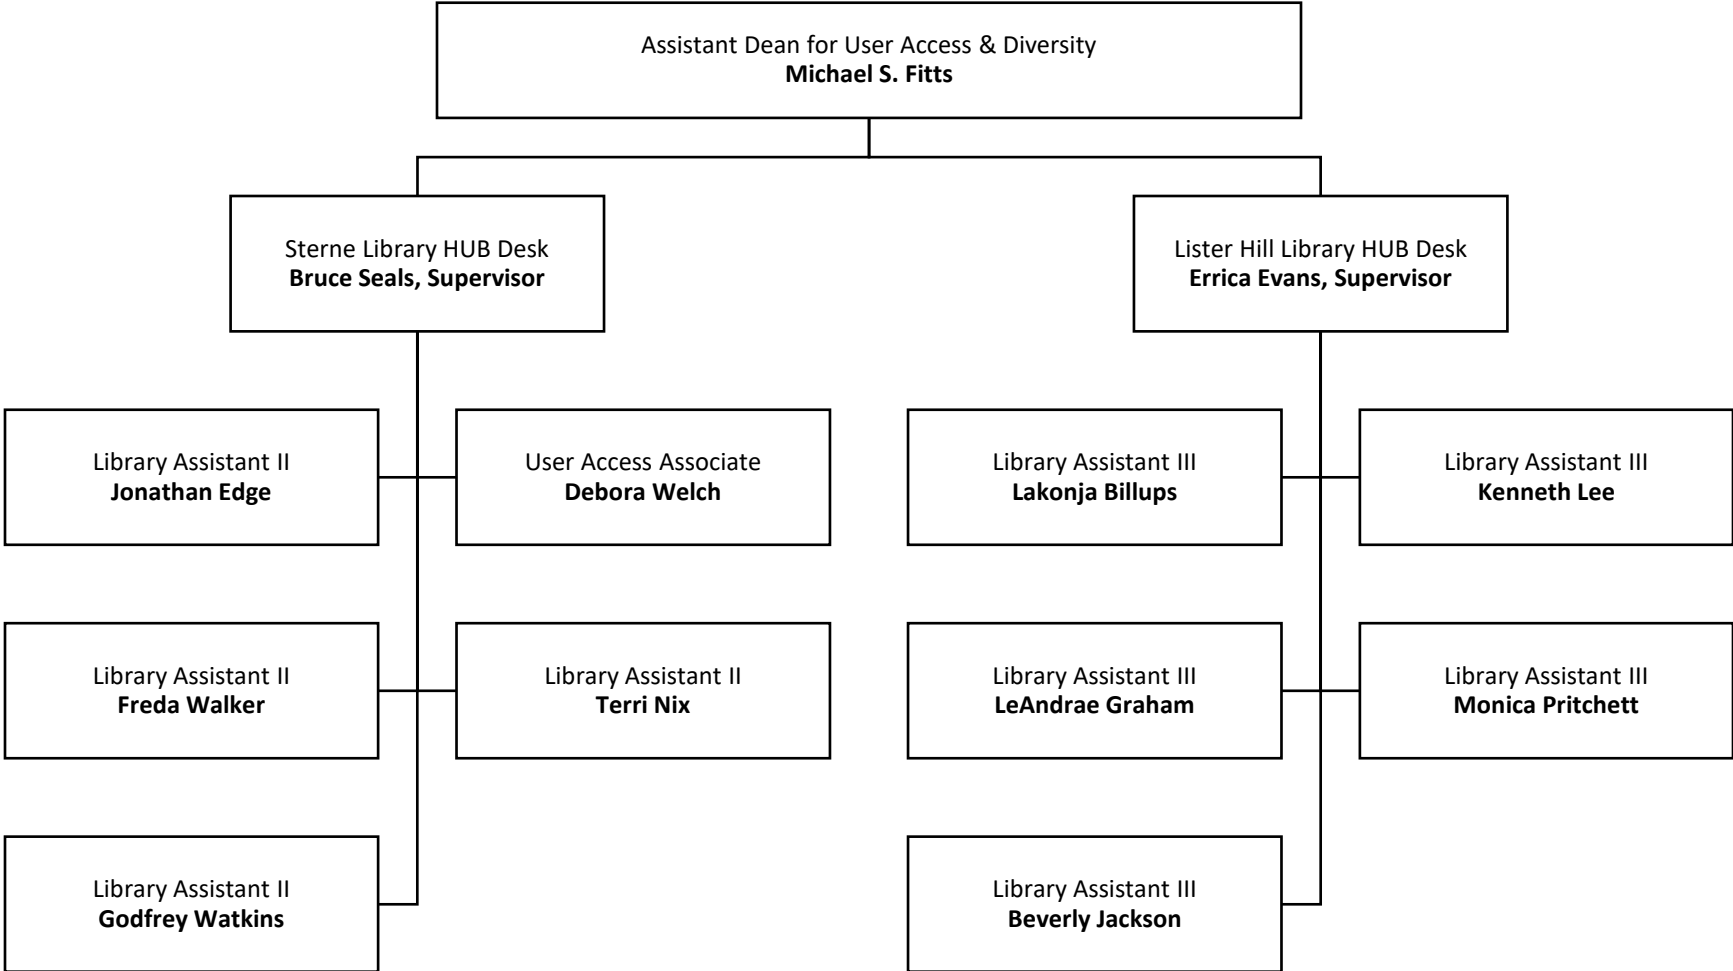 Assistant Dean for User Access & Diversity
Michael S. Fitts
Sterne Library HUB Desk
Bruce Seals, Supervisor
Lister Hill Library HUB Desk
Errica Evans, Supervisor
Library Assistant II
Jonathan Edge
User Access Associate
Debora Welch
Library Assistant III
Lakonja Billups
Library Assistant III
Kenneth Lee
Library Assistant II
Freda Walker
Library Assistant II
Terri Nix
Library Assistant III
LeAndrae Graham
Library Assistant III
Monica Pritchett
Library Assistant II
Godfrey Watkins
Library Assistant III
Beverly Jackson